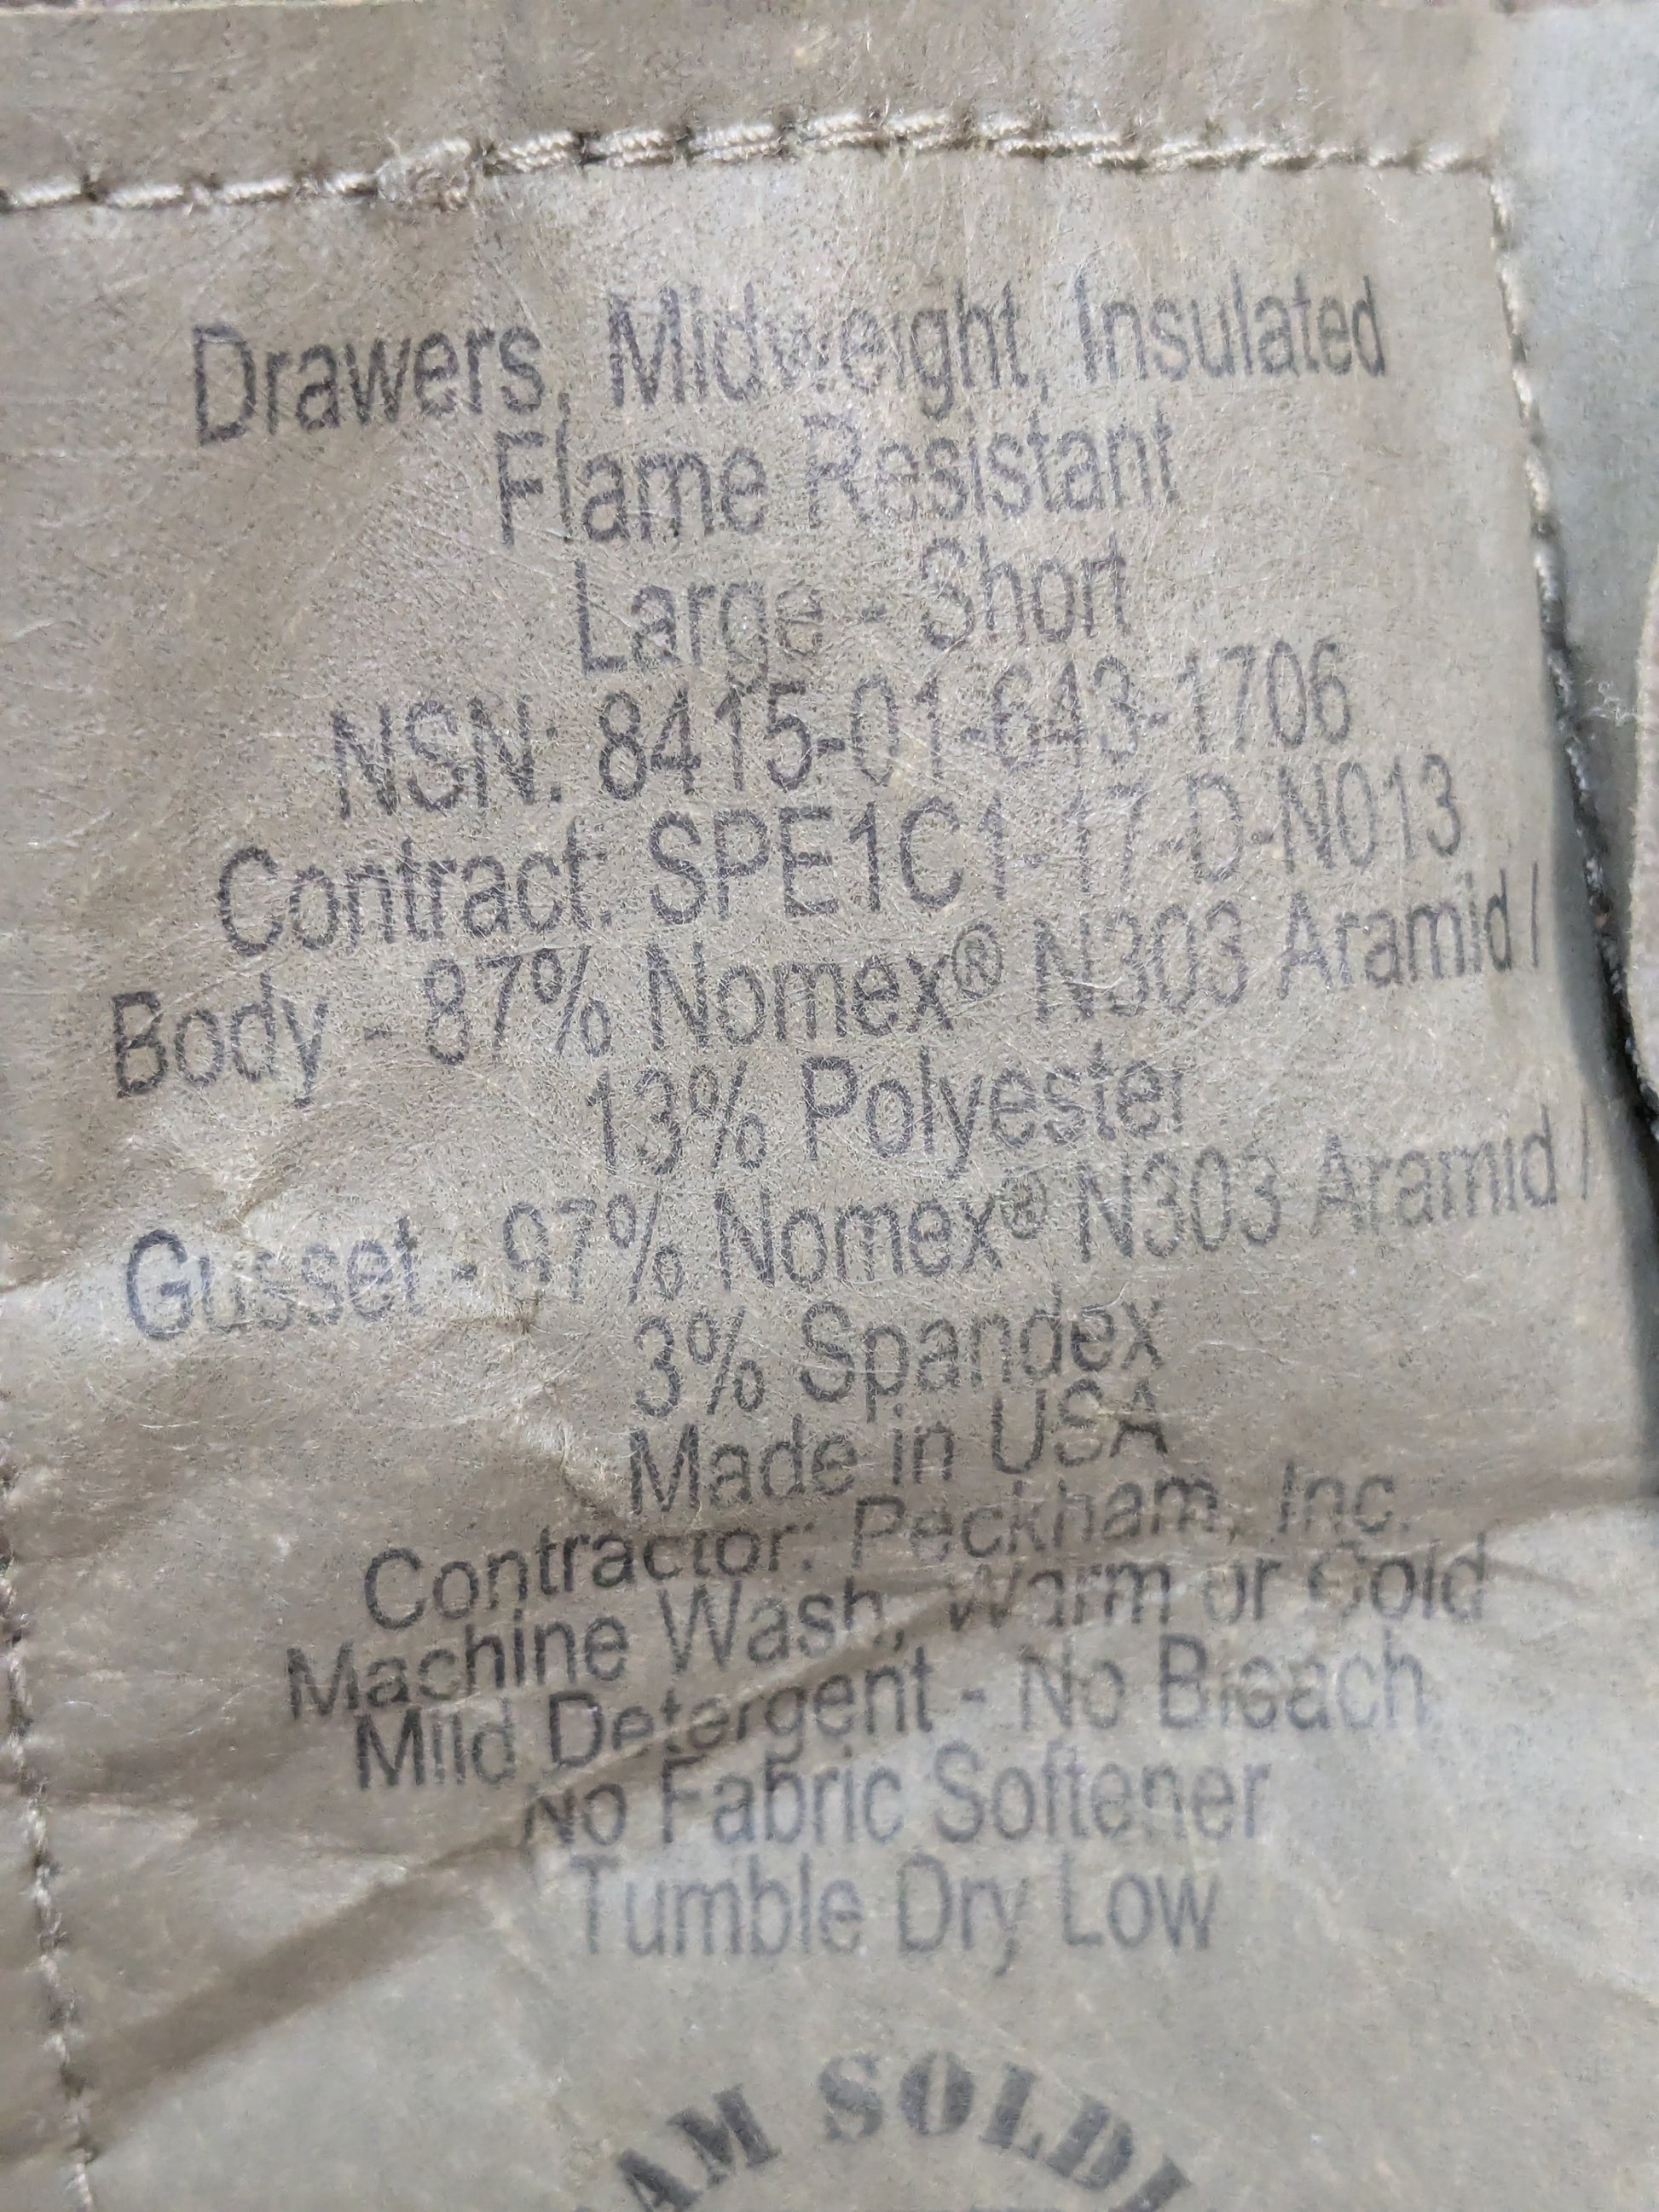 Drawers, Midweight, Insulated
Flame Resistant
Large - Short
NSN: 8415-01-643-1706
Contract: SPE1C1-17-D-N013
Body - 87% Nomex® N303 Aramid /
13% Polyester
Gusset - 97% Nomex® N303 Aramid /
3% Spandex
Made in USA
Contractor: Peckham, Inc.
Machine Wash, Warm or Cold
Mild Detergent - No Bleach
No Fabric Softener
Tumble Dry Low
AM SOLDI